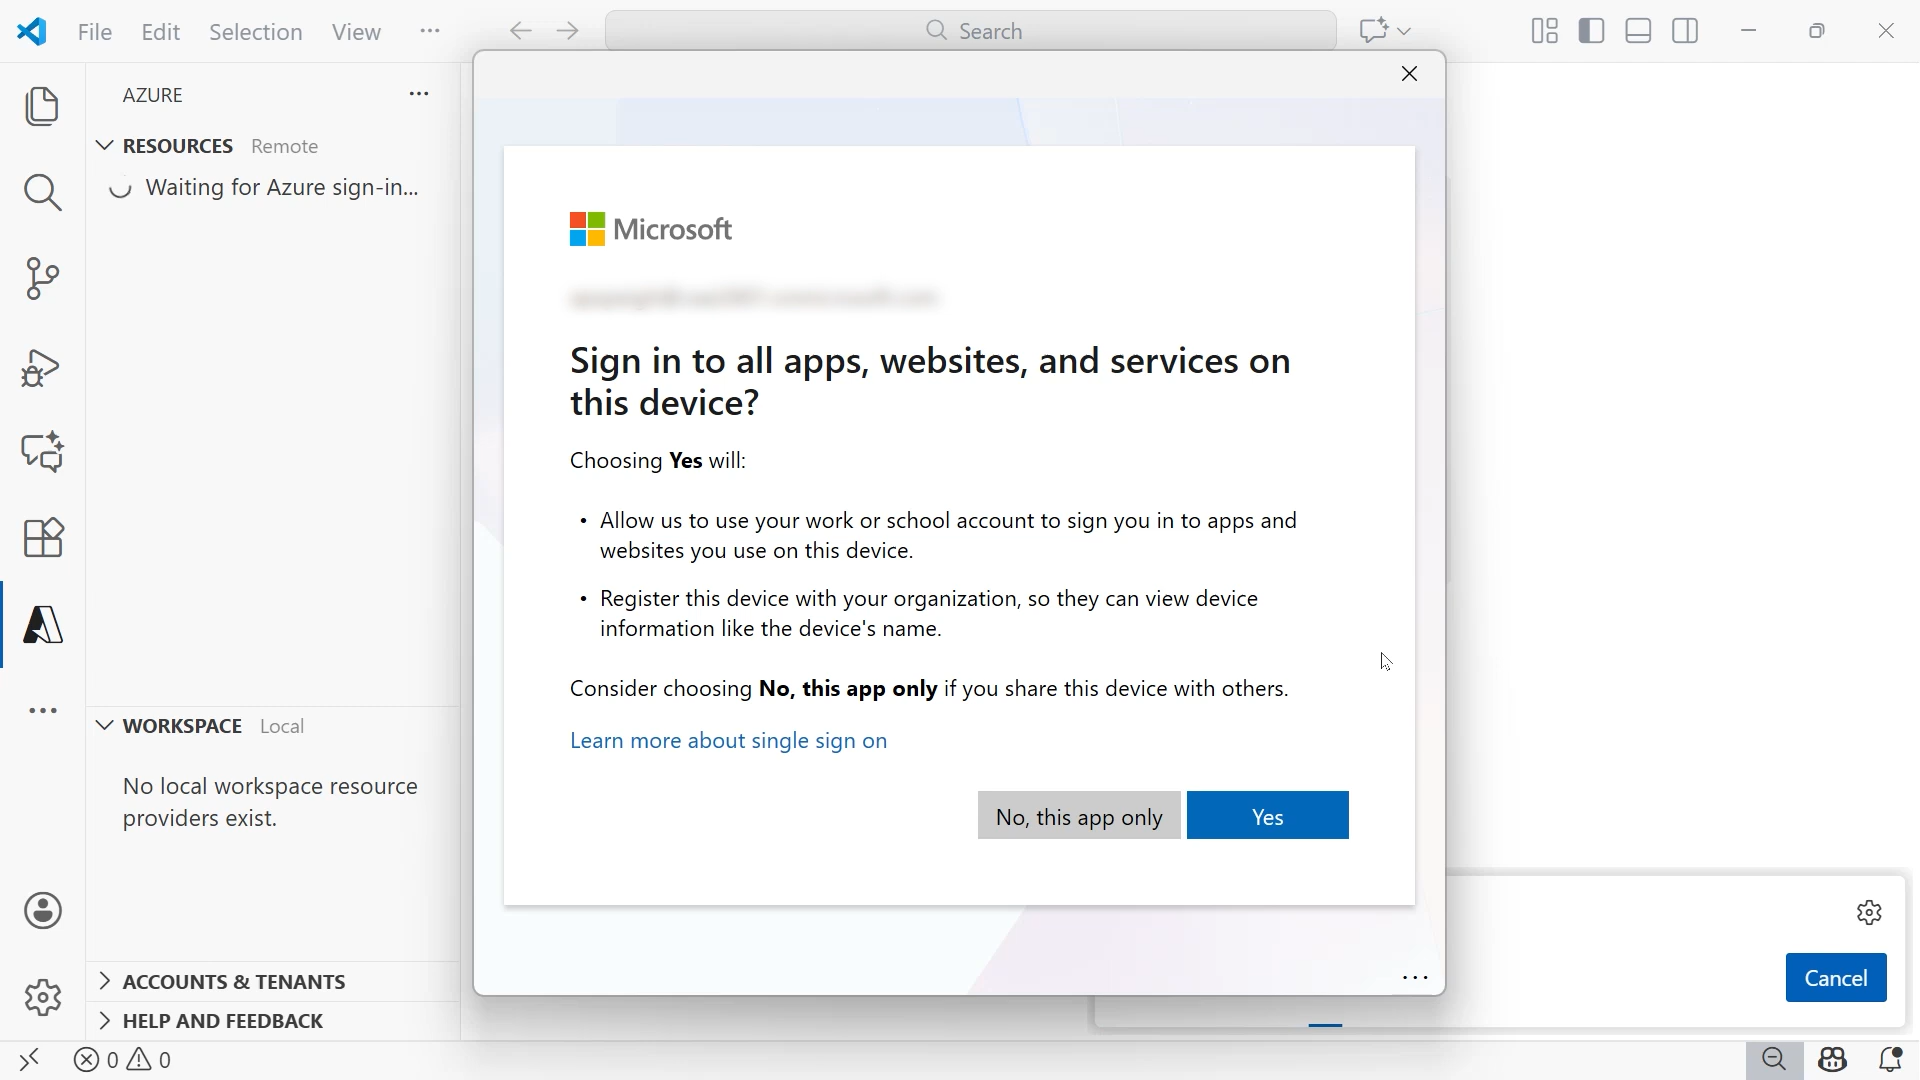 File Edit Selection View ···
Search
AZURE
RESOURCES Remote
Waiting for Azure sign-in...
Microsoft
Sign in to all apps, websites, and services on
this device?
Choosing Yes will:
• Allow us to use your work or school account to sign you in to apps and
websites you use on this device.
• Register this device with your organization, so they can view device
information like the device's name.
Consider choosing No, this app only if you share this device with others.
Learn more about single sign on
No, this app only
Yes
WORKSPACE Local
No local workspace resource
providers exist.
ACCOUNTS & TENANTS
HELP AND FEEDBACK
Cancel
0 0